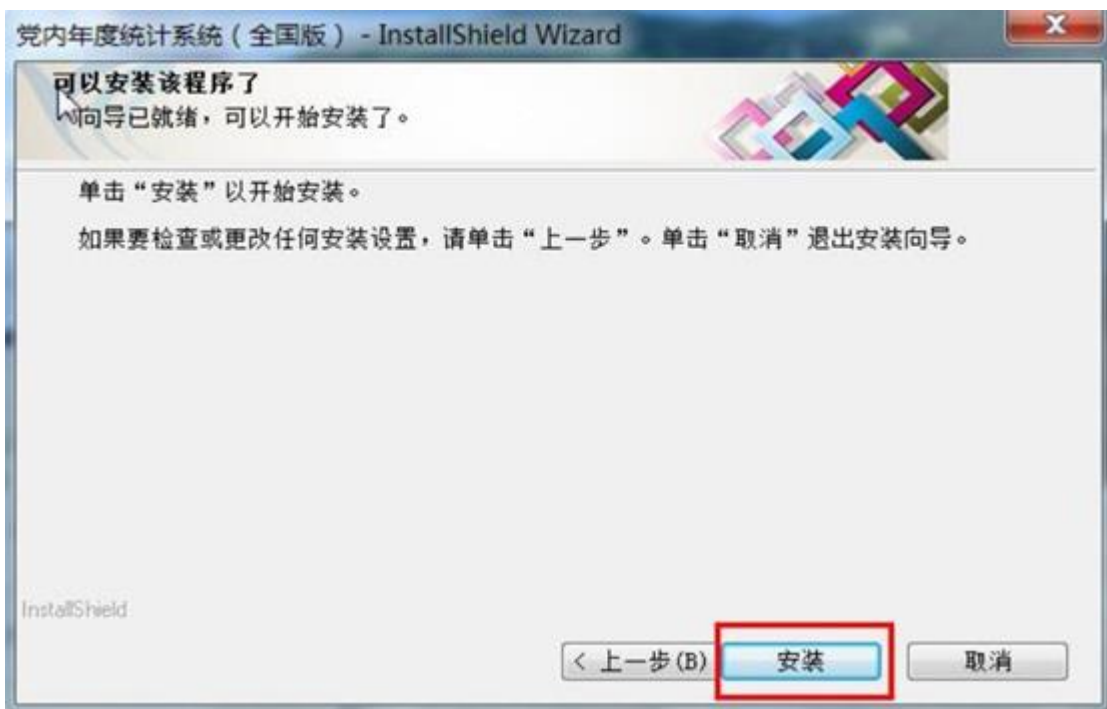 党内年度统计系统（全国版） - InstallShield Wizard
可以安装该程序了
向导已就绪，可以开始安装了。
单击“安装”以开始安装。
如果要检查或更改任何安装设置，请单击“上一步”。单击“取消”退出安装向导。
InstallShield
< 上一步(B) 安装 取消